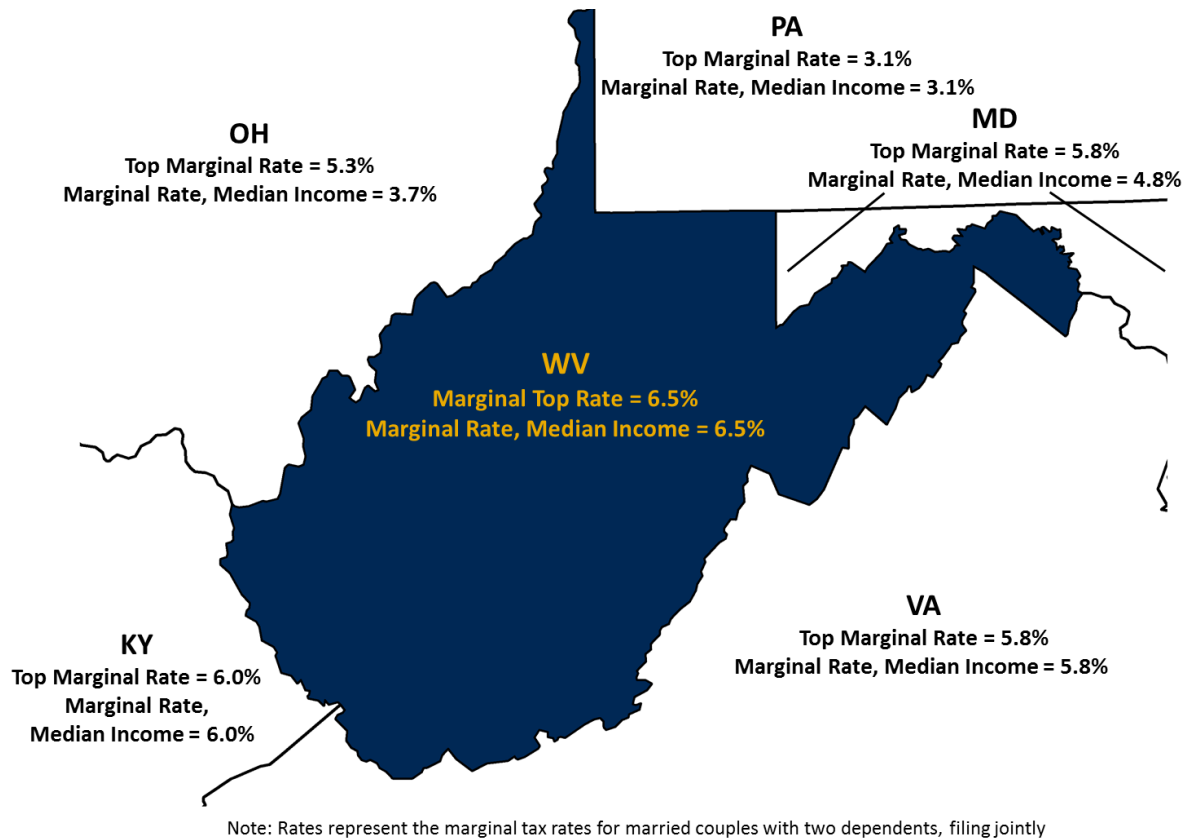 PA
Top Marginal Rate = 3.1%
Marginal Rate, Median Income = 3.1%
OH
Top Marginal Rate = 5.3%
Marginal Rate, Median Income = 3.7%
MD
Top Marginal Rate = 5.8%
Marginal Rate, Median Income = 4.8%
WV
Marginal Top Rate = 6.5%
Marginal Rate, Median Income = 6.5%
VA
Top Marginal Rate = 5.8%
Marginal Rate, Median Income = 5.8%
KY
Top Marginal Rate = 6.0%
Marginal Rate,
Median Income = 6.0%
Note: Rates represent the marginal tax rates for married couples with two dependents, filing jointly